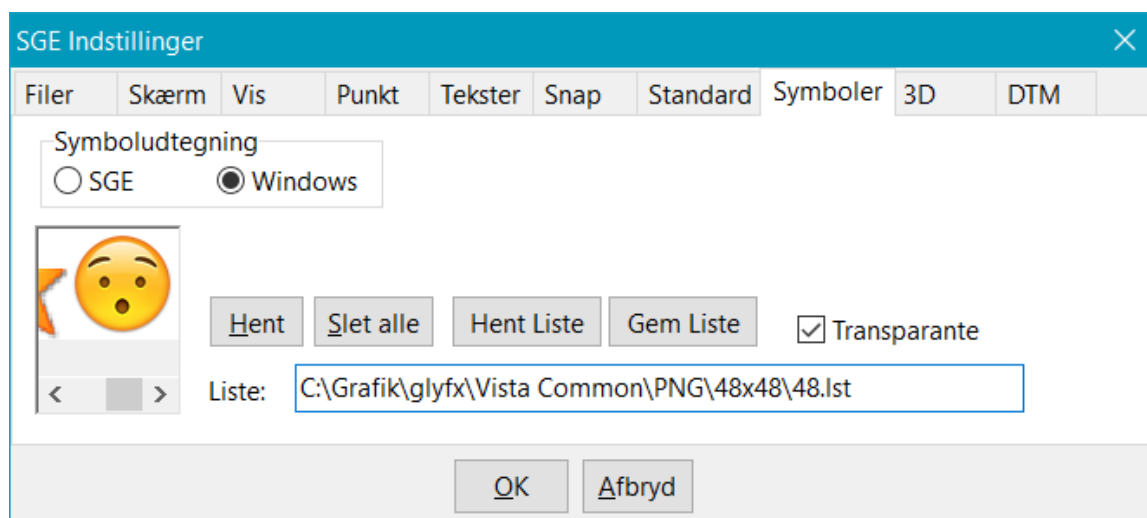 SGE Indstillinger
Filer Skærm Vis Punkt Tekster Snap Standard Symboler 3D DTM
Symboludtegning
SGE Windows
Hent Slet alle Hent Liste Gem Liste Transparante
Liste: C:\Grafik\glyfx\Vista Common\PNG\48x48\48.lst
OK Afbryd